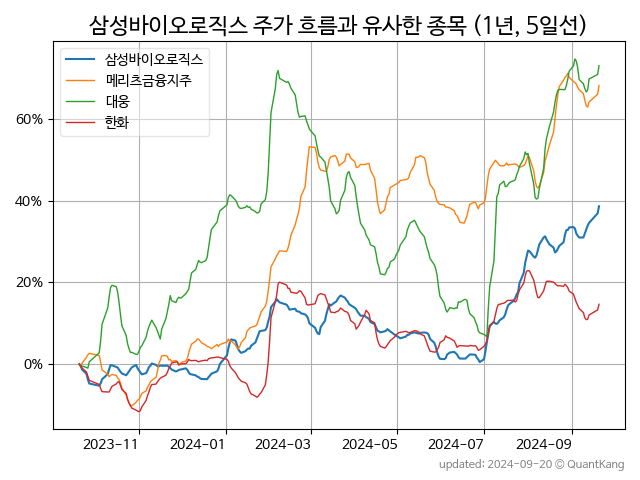 삼성바이오로직스 주가 흐름과 유사한 종목 (1년, 5일선)
삼성바이오로직스
메리츠금융지주
대웅
한화
60%
40%
20%
0%
2023-11 2024-01 2024-03 2024-05 2024-07 2024-09
updated: 2024-09-20 © QuantKang